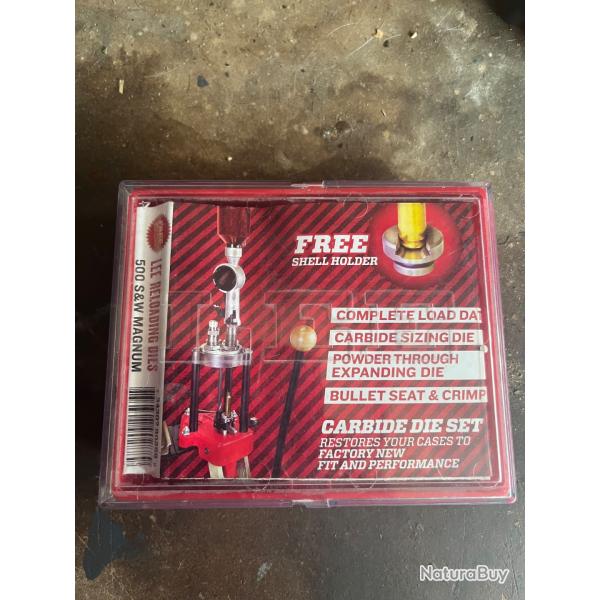 LEE RELOADING DIES
500 S&W MAGNUM
FREE
SHELL HOLDER
LEE
COMPLETE LOAD DAT
CARBIDE SIZING DIE
POWDER THROUGH
EXPANDING DIE
BULLET SEAT & CRIMP
CARBIDE DIE SET
RESTORES YOUR CASES TO
FACTORY NEW
FIT AND PERFORMANCE
NaturaBuy